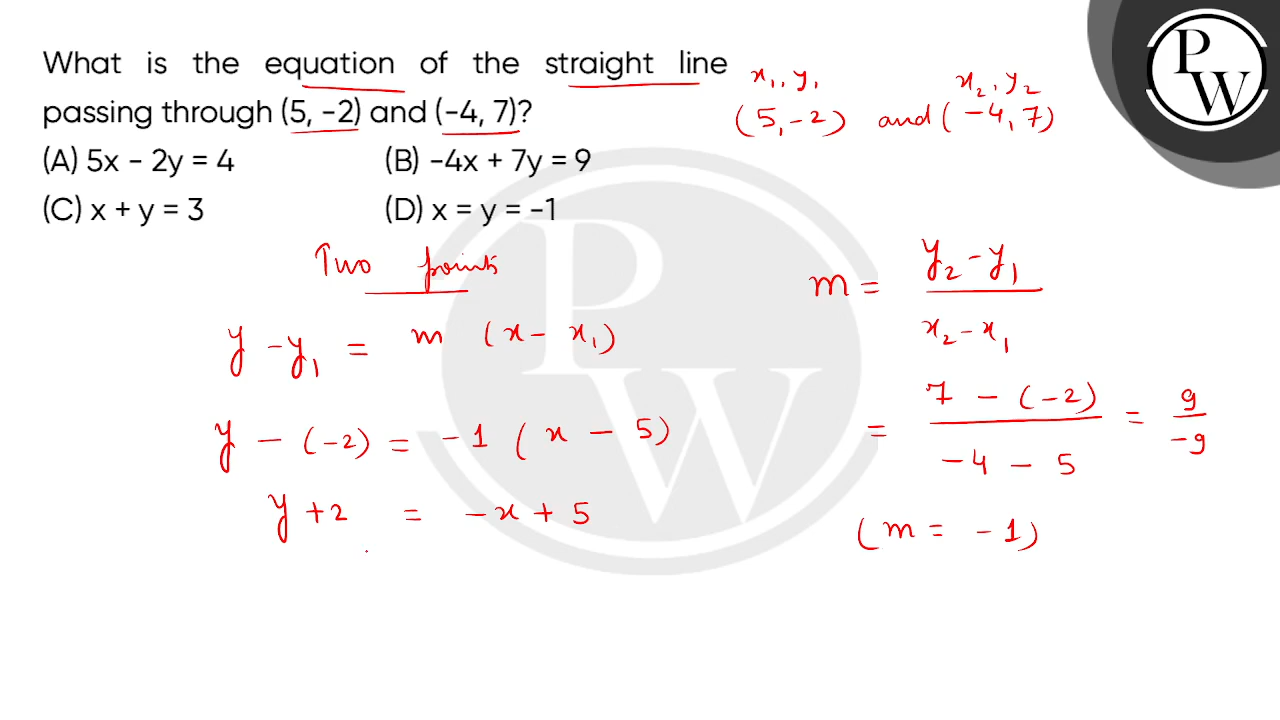 What is the equation of the straight line
passing through (5, -2) and (-4, 7)?
(A) 5x - 2y = 4 (B) -4x + 7y = 9
(C) x + y = 3 (D) x = y = -1
x₁, y₁ x₂, y₂
(5, -2) and (-4, 7)
Two points
y - y₁ = m (x - x₁)
y - (-2) = -1 (x - 5)
y + 2 = -x + 5
m = y₂ - y₁
x₂ - x₁
= 7 - (-2) = 9
-4 - 5 -9
(m = -1)
P
W
P
W